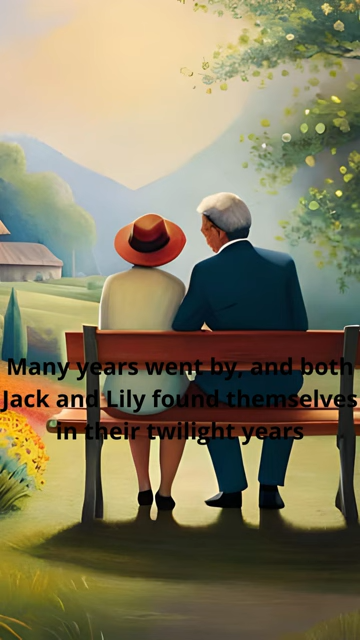 Many years went by, and both
Jack and Lily found themselves
in their twilight years